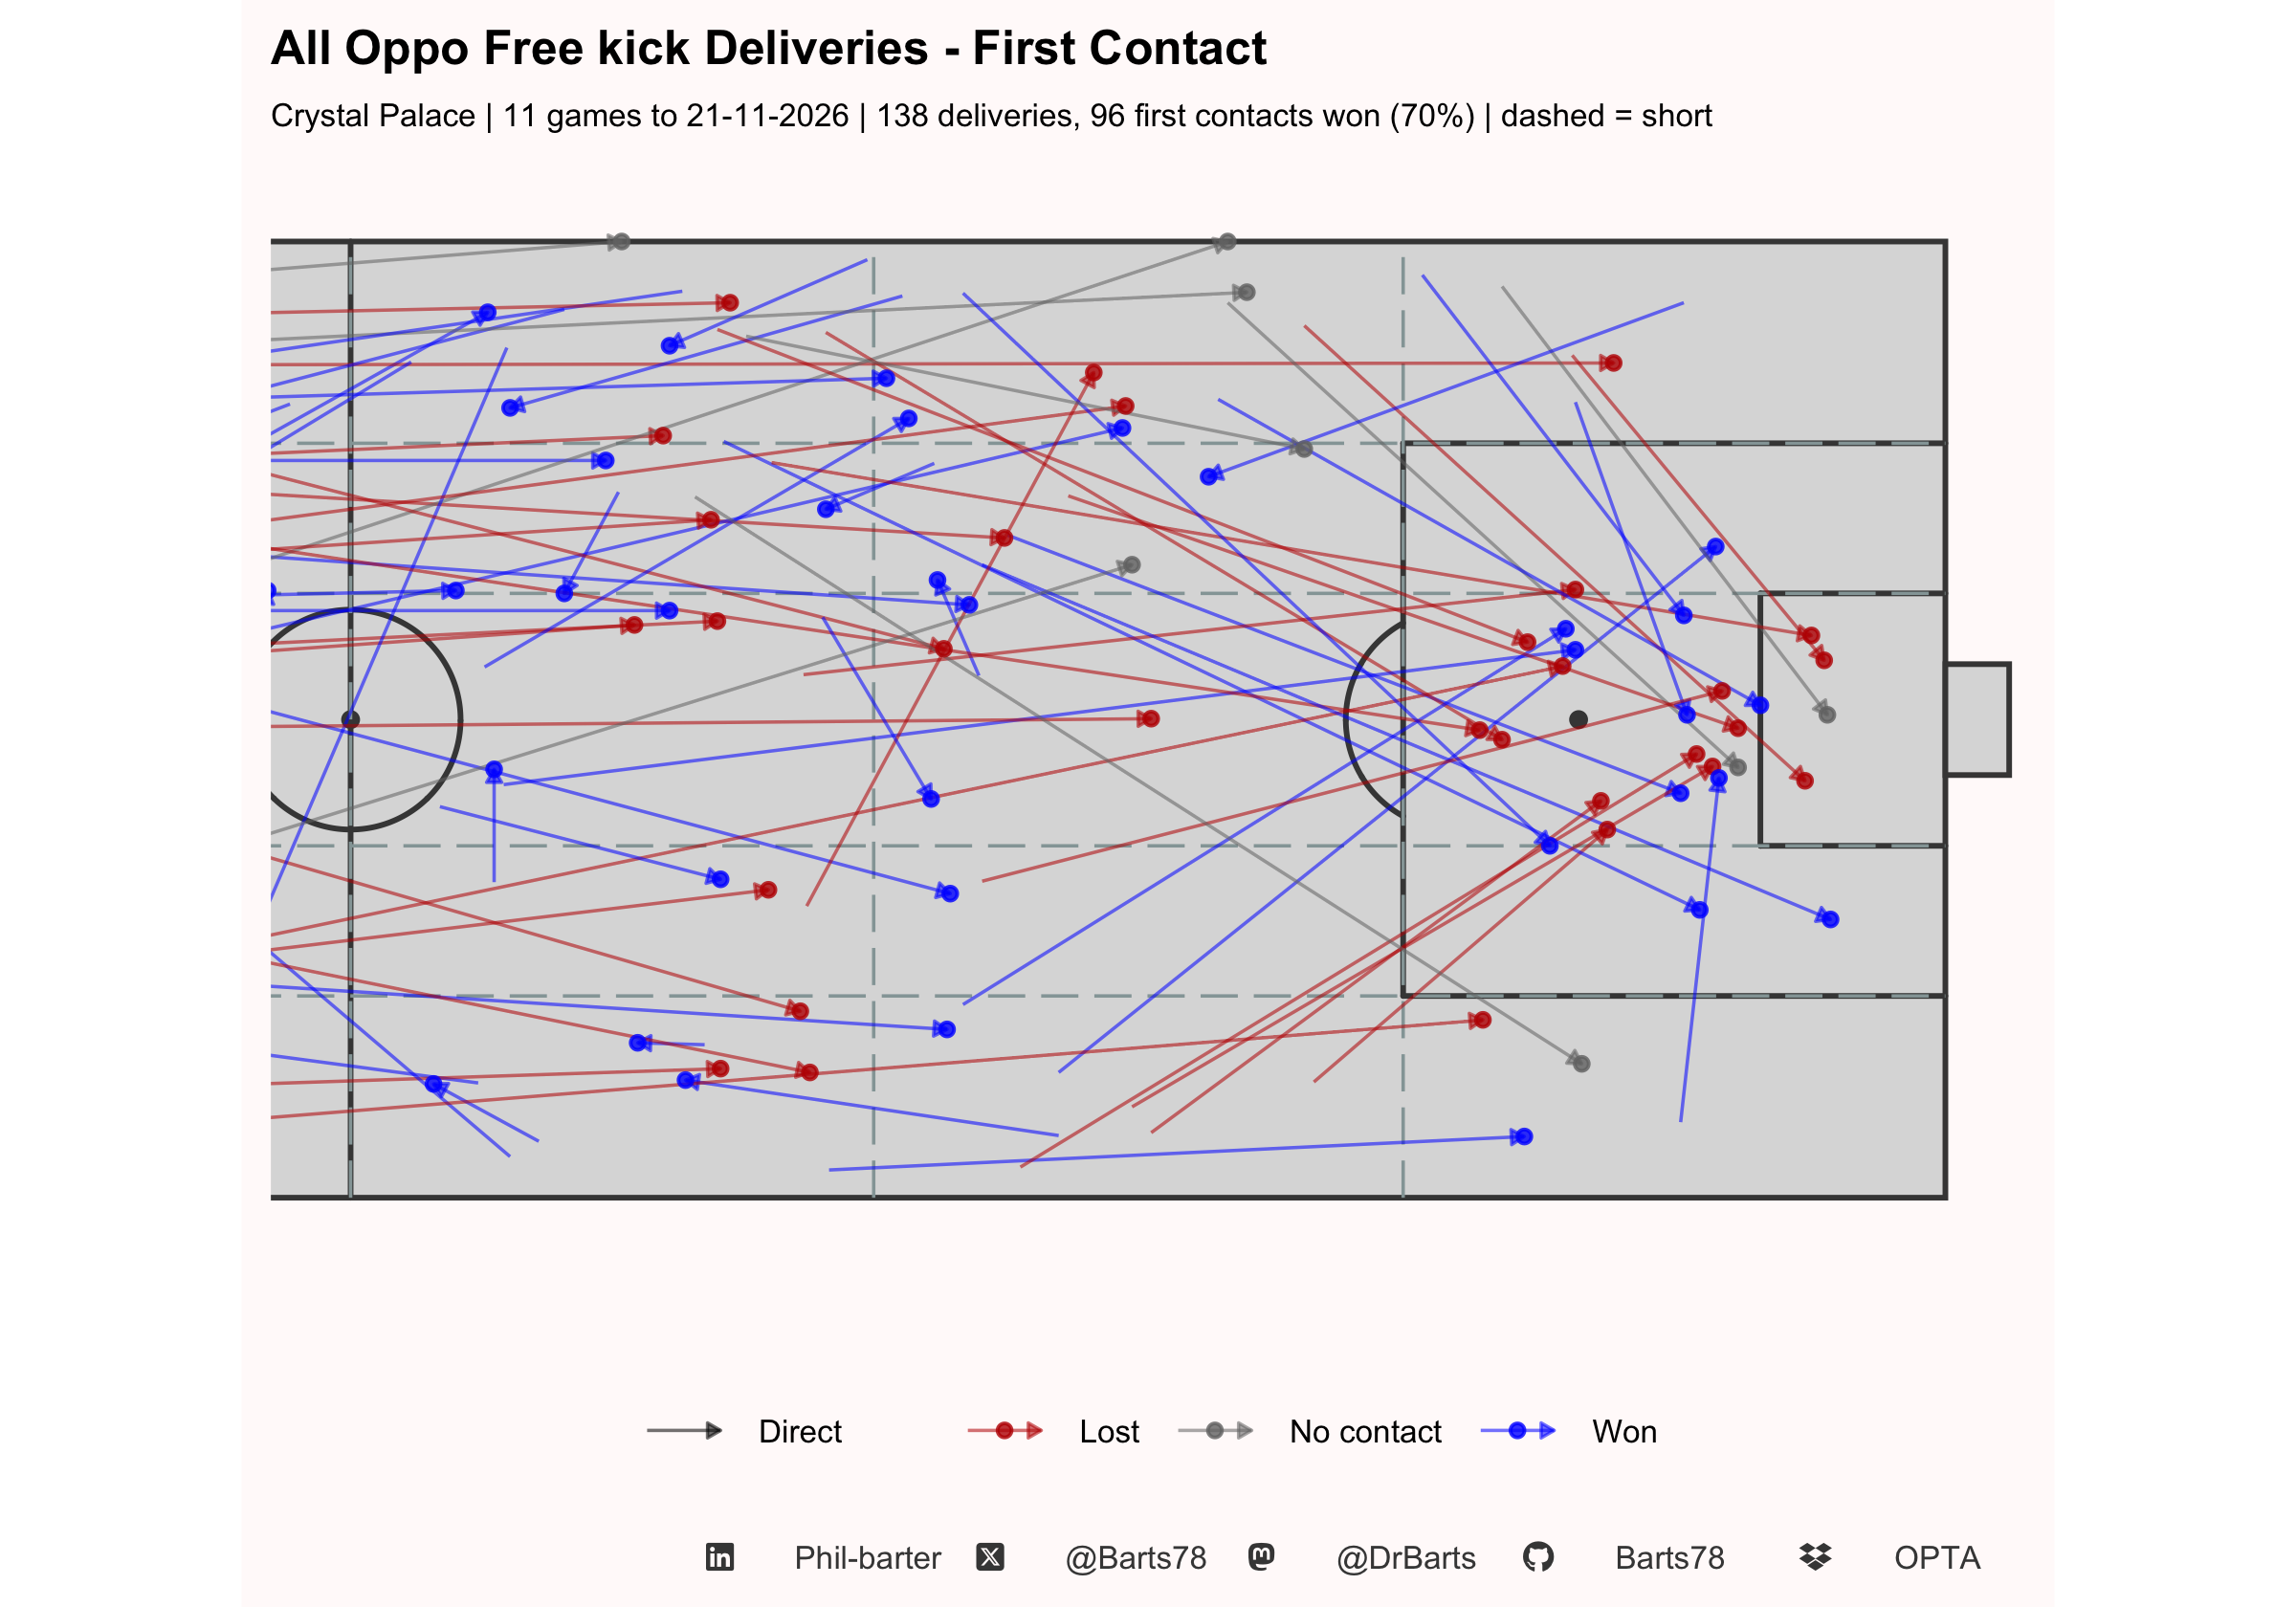 All Oppo Free kick Deliveries - First Contact
Crystal Palace | 11 games to 21-11-2026 | 138 deliveries, 96 first contacts won (70%) | dashed = short
Direct Lost No contact Won
Phil-barter @Barts78 @DrBarts Barts78 OPTA